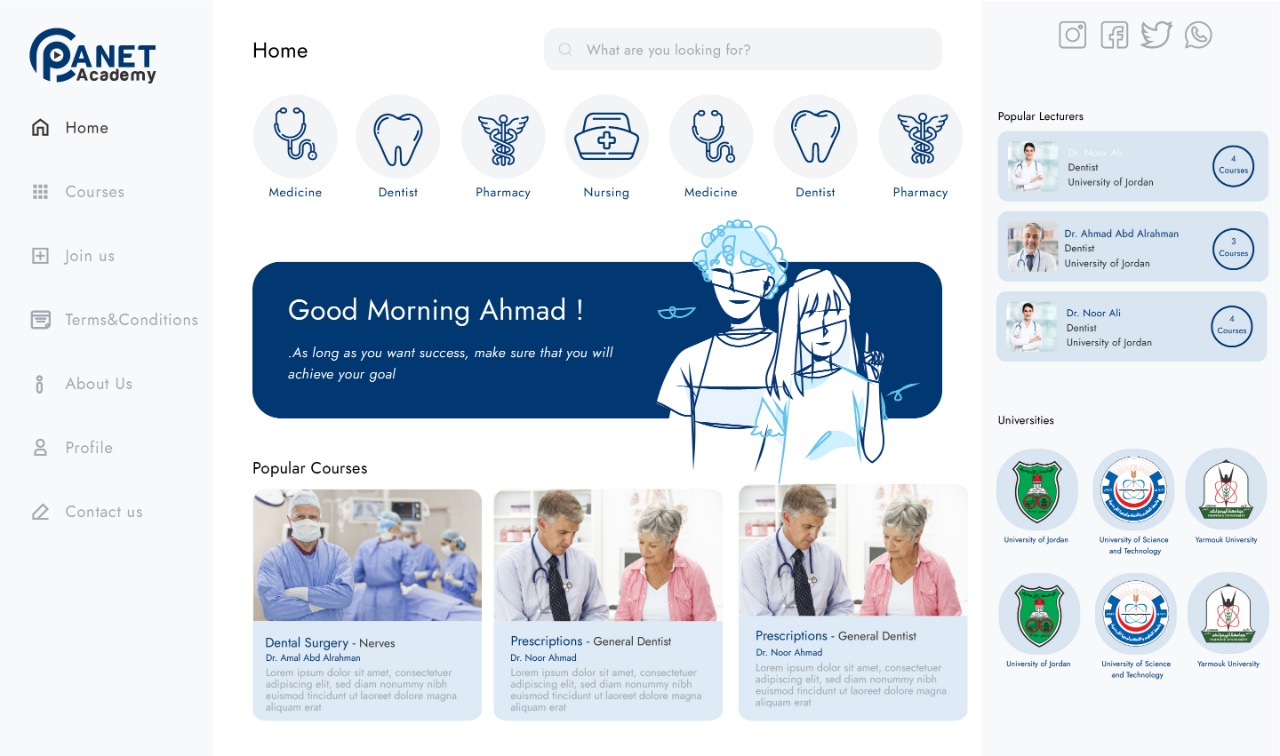 PANET
Academy
Home
Courses
Join us
Terms&Conditions
About Us
Profile
Contact us
Home
What are you looking for?
Medicine
Dentist
Pharmacy
Nursing
Medicine
Dentist
Pharmacy
Good Morning Ahmad !
.As long as you want success, make sure that you will
achieve your goal
Popular Courses
Dental Surgery - Nerves
Dr. Amal Abd Alrahman
Lorem ipsum dolor sit amet, consectetuer
adipiscing elit, sed diam nonummy nibh
euismod tincidunt ut laoreet dolore magna
aliquam erat
Prescriptions - General Dentist
Dr. Noor Ahmad
Lorem ipsum dolor sit amet, consectetuer
adipiscing elit, sed diam nonummy nibh
euismod tincidunt ut laoreet dolore magna
aliquam erat
Prescriptions - General Dentist
Dr. Noor Ahmad
Lorem ipsum dolor sit amet, consectetuer
adipiscing elit, sed diam nonummy nibh
euismod tincidunt ut laoreet dolore magna
aliquam erat
Popular Lecturers
Dr. Noor Ali
Dentist
University of Jordan
4
Courses
Dr. Ahmad Abd Alrahman
Dentist
University of Jordan
3
Courses
Dr. Noor Ali
Dentist
University of Jordan
4
Courses
Universities
University of Jordan
University of Science
and Technology
Yarmouk University
University of Jordan
University of Science
and Technology
Yarmouk University